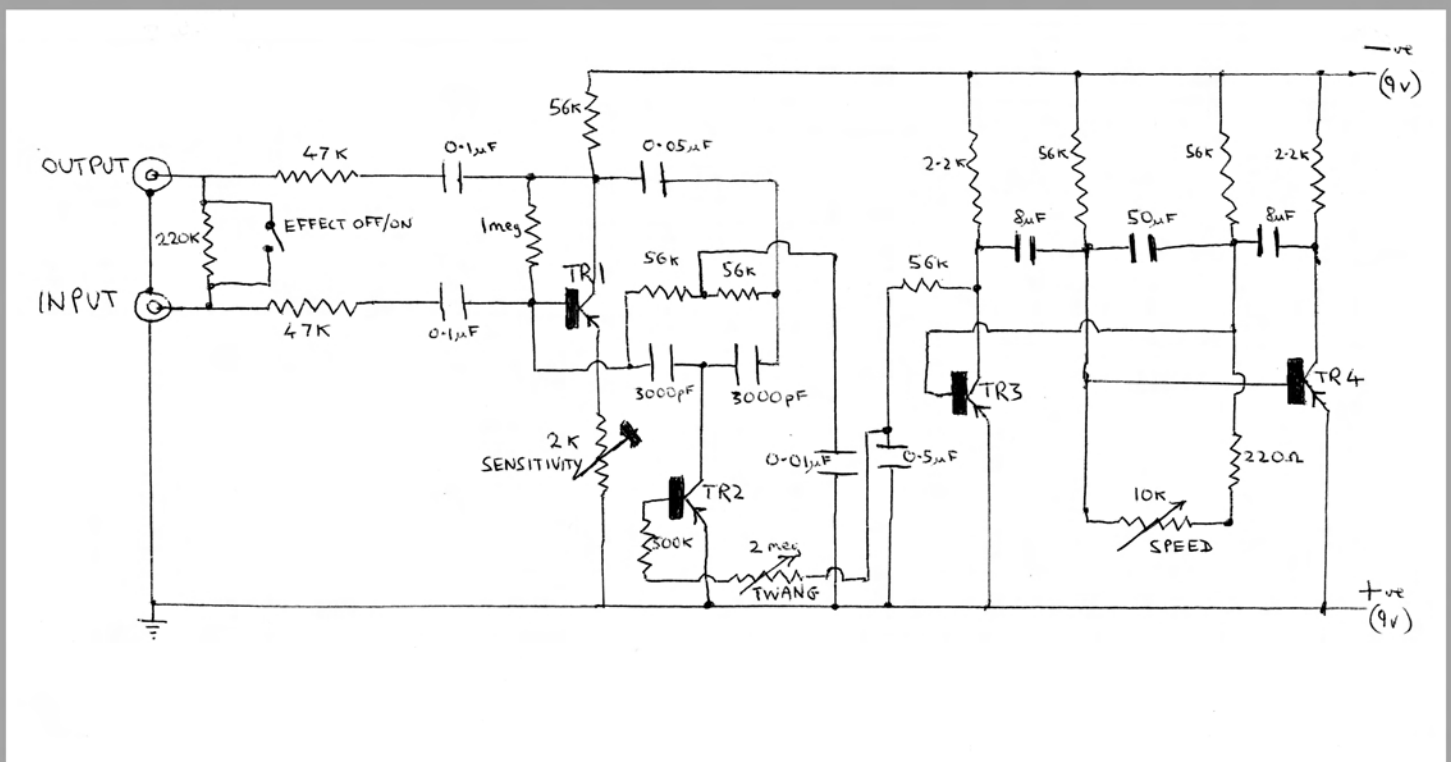 −ve
(9v)
56K
OUTPUT
47K
0·1µF
0·05µF
2·2K
56K
56K
2·2K
220K
EFFECT OFF/ON
1meg
8µF
50µF
8µF
TR1
56K
56K
56K
INPUT
47K
0·1µF
3000pF
3000pF
TR3
TR4
2K
SENSITIVITY
0·01µF
0·5µF
220Ω
TR2
10K
SPEED
500K
2 meg
TWANG
+ve
(9v)